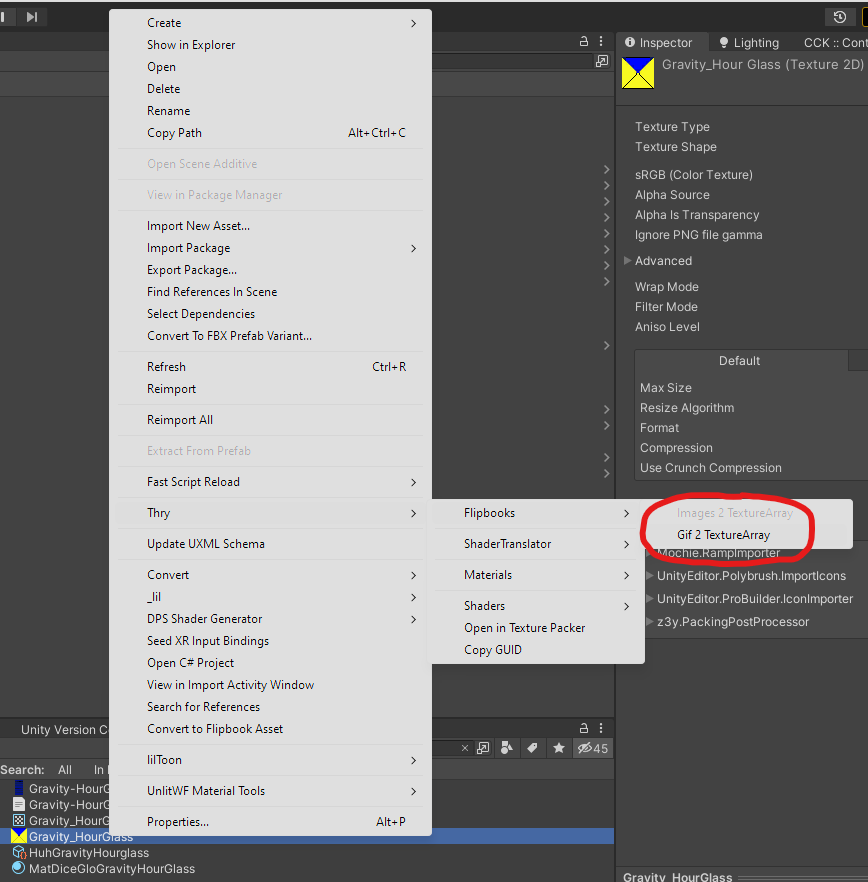 Create
Show in Explorer
Open
Delete
Rename
Copy Path Alt+Ctrl+C
Open Scene Additive
View in Package Manager
Import New Asset...
Import Package
Export Package...
Find References In Scene
Select Dependencies
Convert To FBX Prefab Variant...
Refresh Ctrl+R
Reimport
Reimport All
Extract From Prefab
Fast Script Reload
Thry
Update UXML Schema
Convert
_lil
DPS Shader Generator
Seed XR Input Bindings
Open C# Project
View in Import Activity Window
Search for References
Convert to Flipbook Asset
lilToon
UnlitWF Material Tools
Properties... Alt+P
Flipbooks
ShaderTranslator
Materials
Shaders
Open in Texture Packer
Copy GUID
Images 2 TextureArray
Gif 2 TextureArray
Inspector Lighting CCK :: Cont
Gravity_Hour Glass (Texture 2D)
Texture Type
Texture Shape
sRGB (Color Texture)
Alpha Source
Alpha Is Transparency
Ignore PNG file gamma
Advanced
Wrap Mode
Filter Mode
Aniso Level
Default
Max Size
Resize Algorithm
Format
Compression
Use Crunch Compression
Mochie.RampImporter
UnityEditor.Polybrush.ImportIcons
UnityEditor.ProBuilder.IconImporter
z3y.PackingPostProcessor
Gravity_HourGlass
Unity Version C
45
Search: All In
Gravity-HourG
Gravity-HourG
Gravity_HourG
Gravity_HourGlass
HuhGravityHourglass
MatDiceGloGravityHourGlass